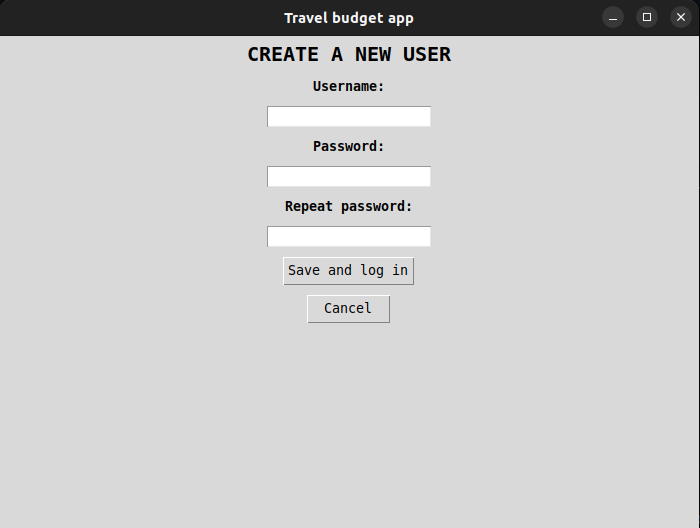 Travel budget app
CREATE A NEW USER
Username:
Password:
Repeat password:
Save and log in
Cancel